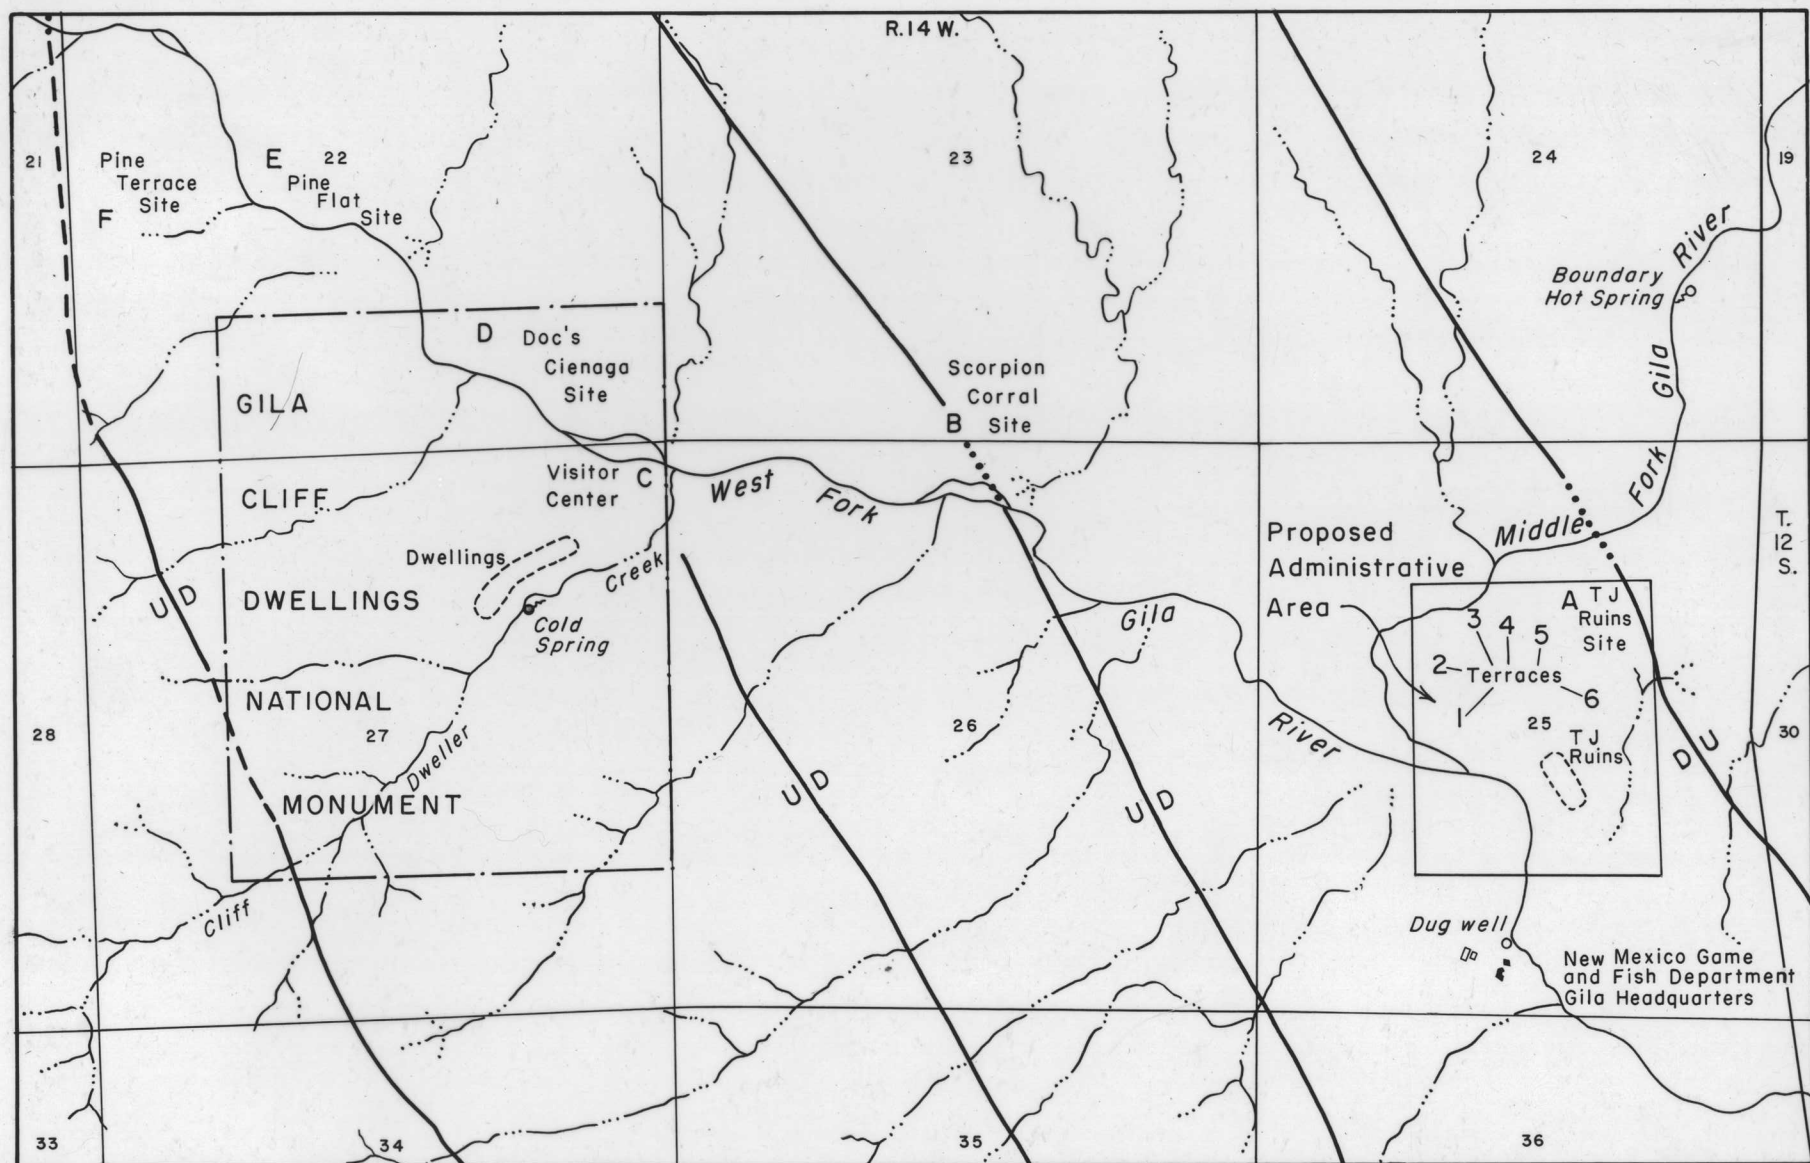 R.14 W.
21
Pine
Terrace
Site
F
E
22
Pine
Flat
Site
23
24
19
Boundary
Hot Spring
Middle Fork Gila River
D
Doc's
Cienaga
Site
Scorpion
Corral
Site
B
GILA
CLIFF
DWELLINGS
NATIONAL
MONUMENT
Visitor
Center
C
West Fork Gila River
Dwellings
Cold
Spring
Cliff Dweller Creek
U D
Proposed
Administrative
Area
T.
12
S.
A
T J
Ruins
Site
3
4
5
2
Terraces
6
1
25
T J
Ruins
28
27
26
30
U D
U D
D U
Dug well
New Mexico Game
and Fish Department
Gila Headquarters
33
34
35
36